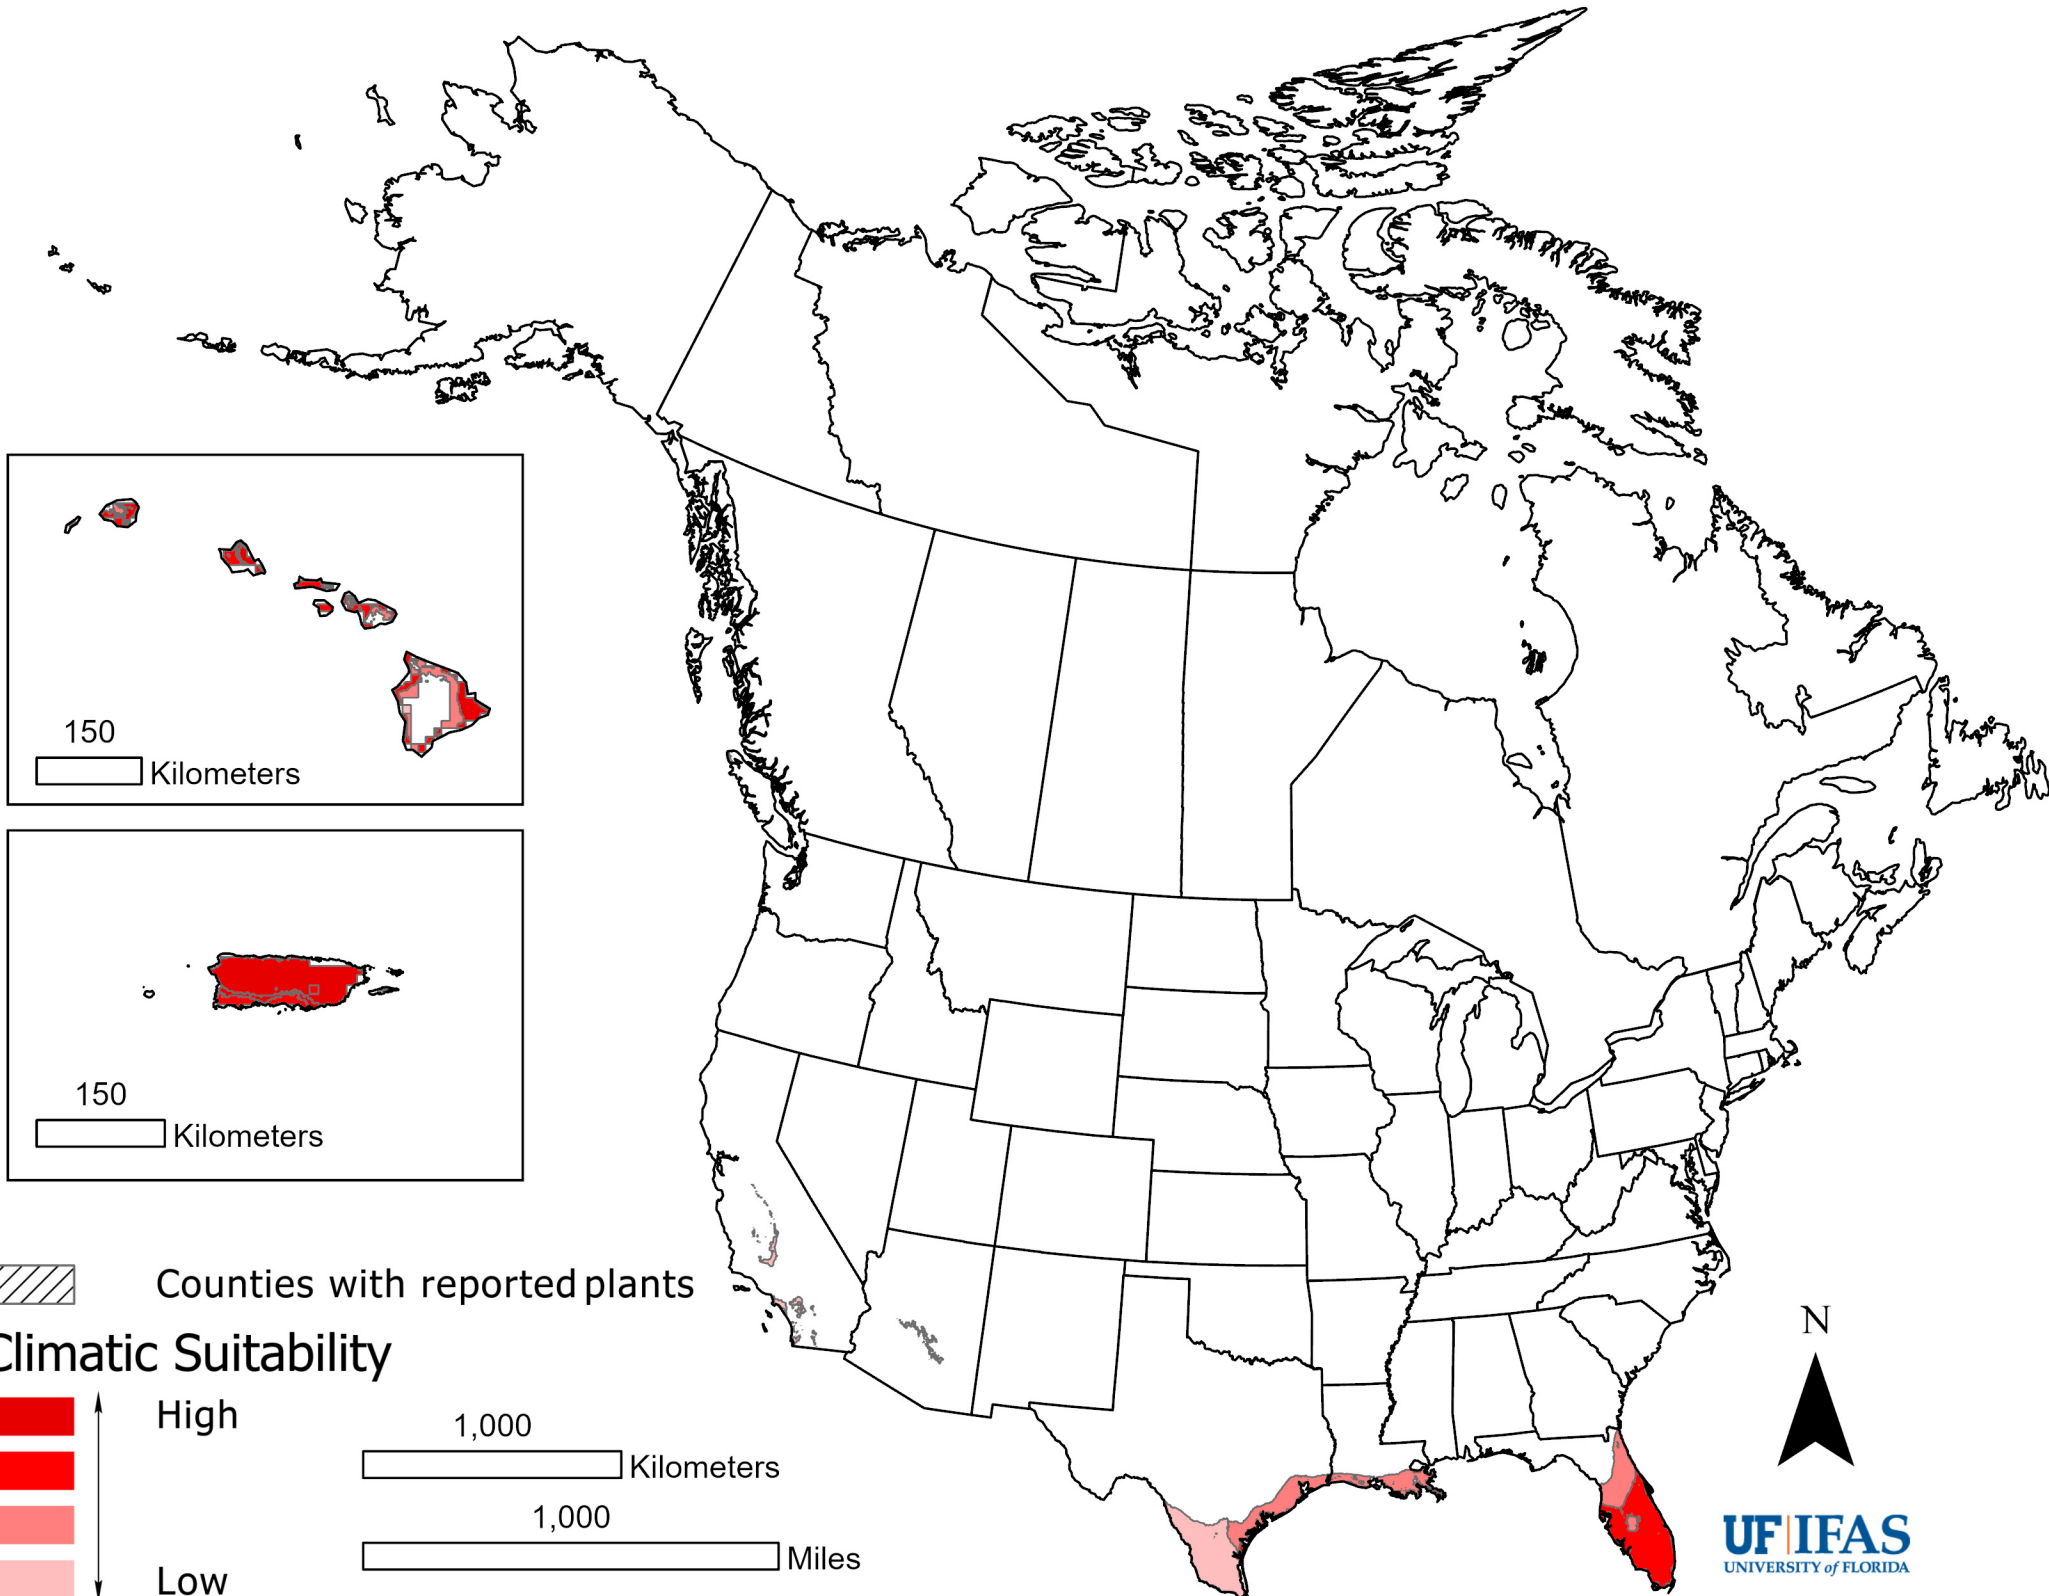 150
Kilometers
150
Kilometers
Counties with reported plants
Climatic Suitability
High
Low
1,000
Kilometers
1,000
Miles
N
UF|IFAS
UNIVERSITY of FLORIDA